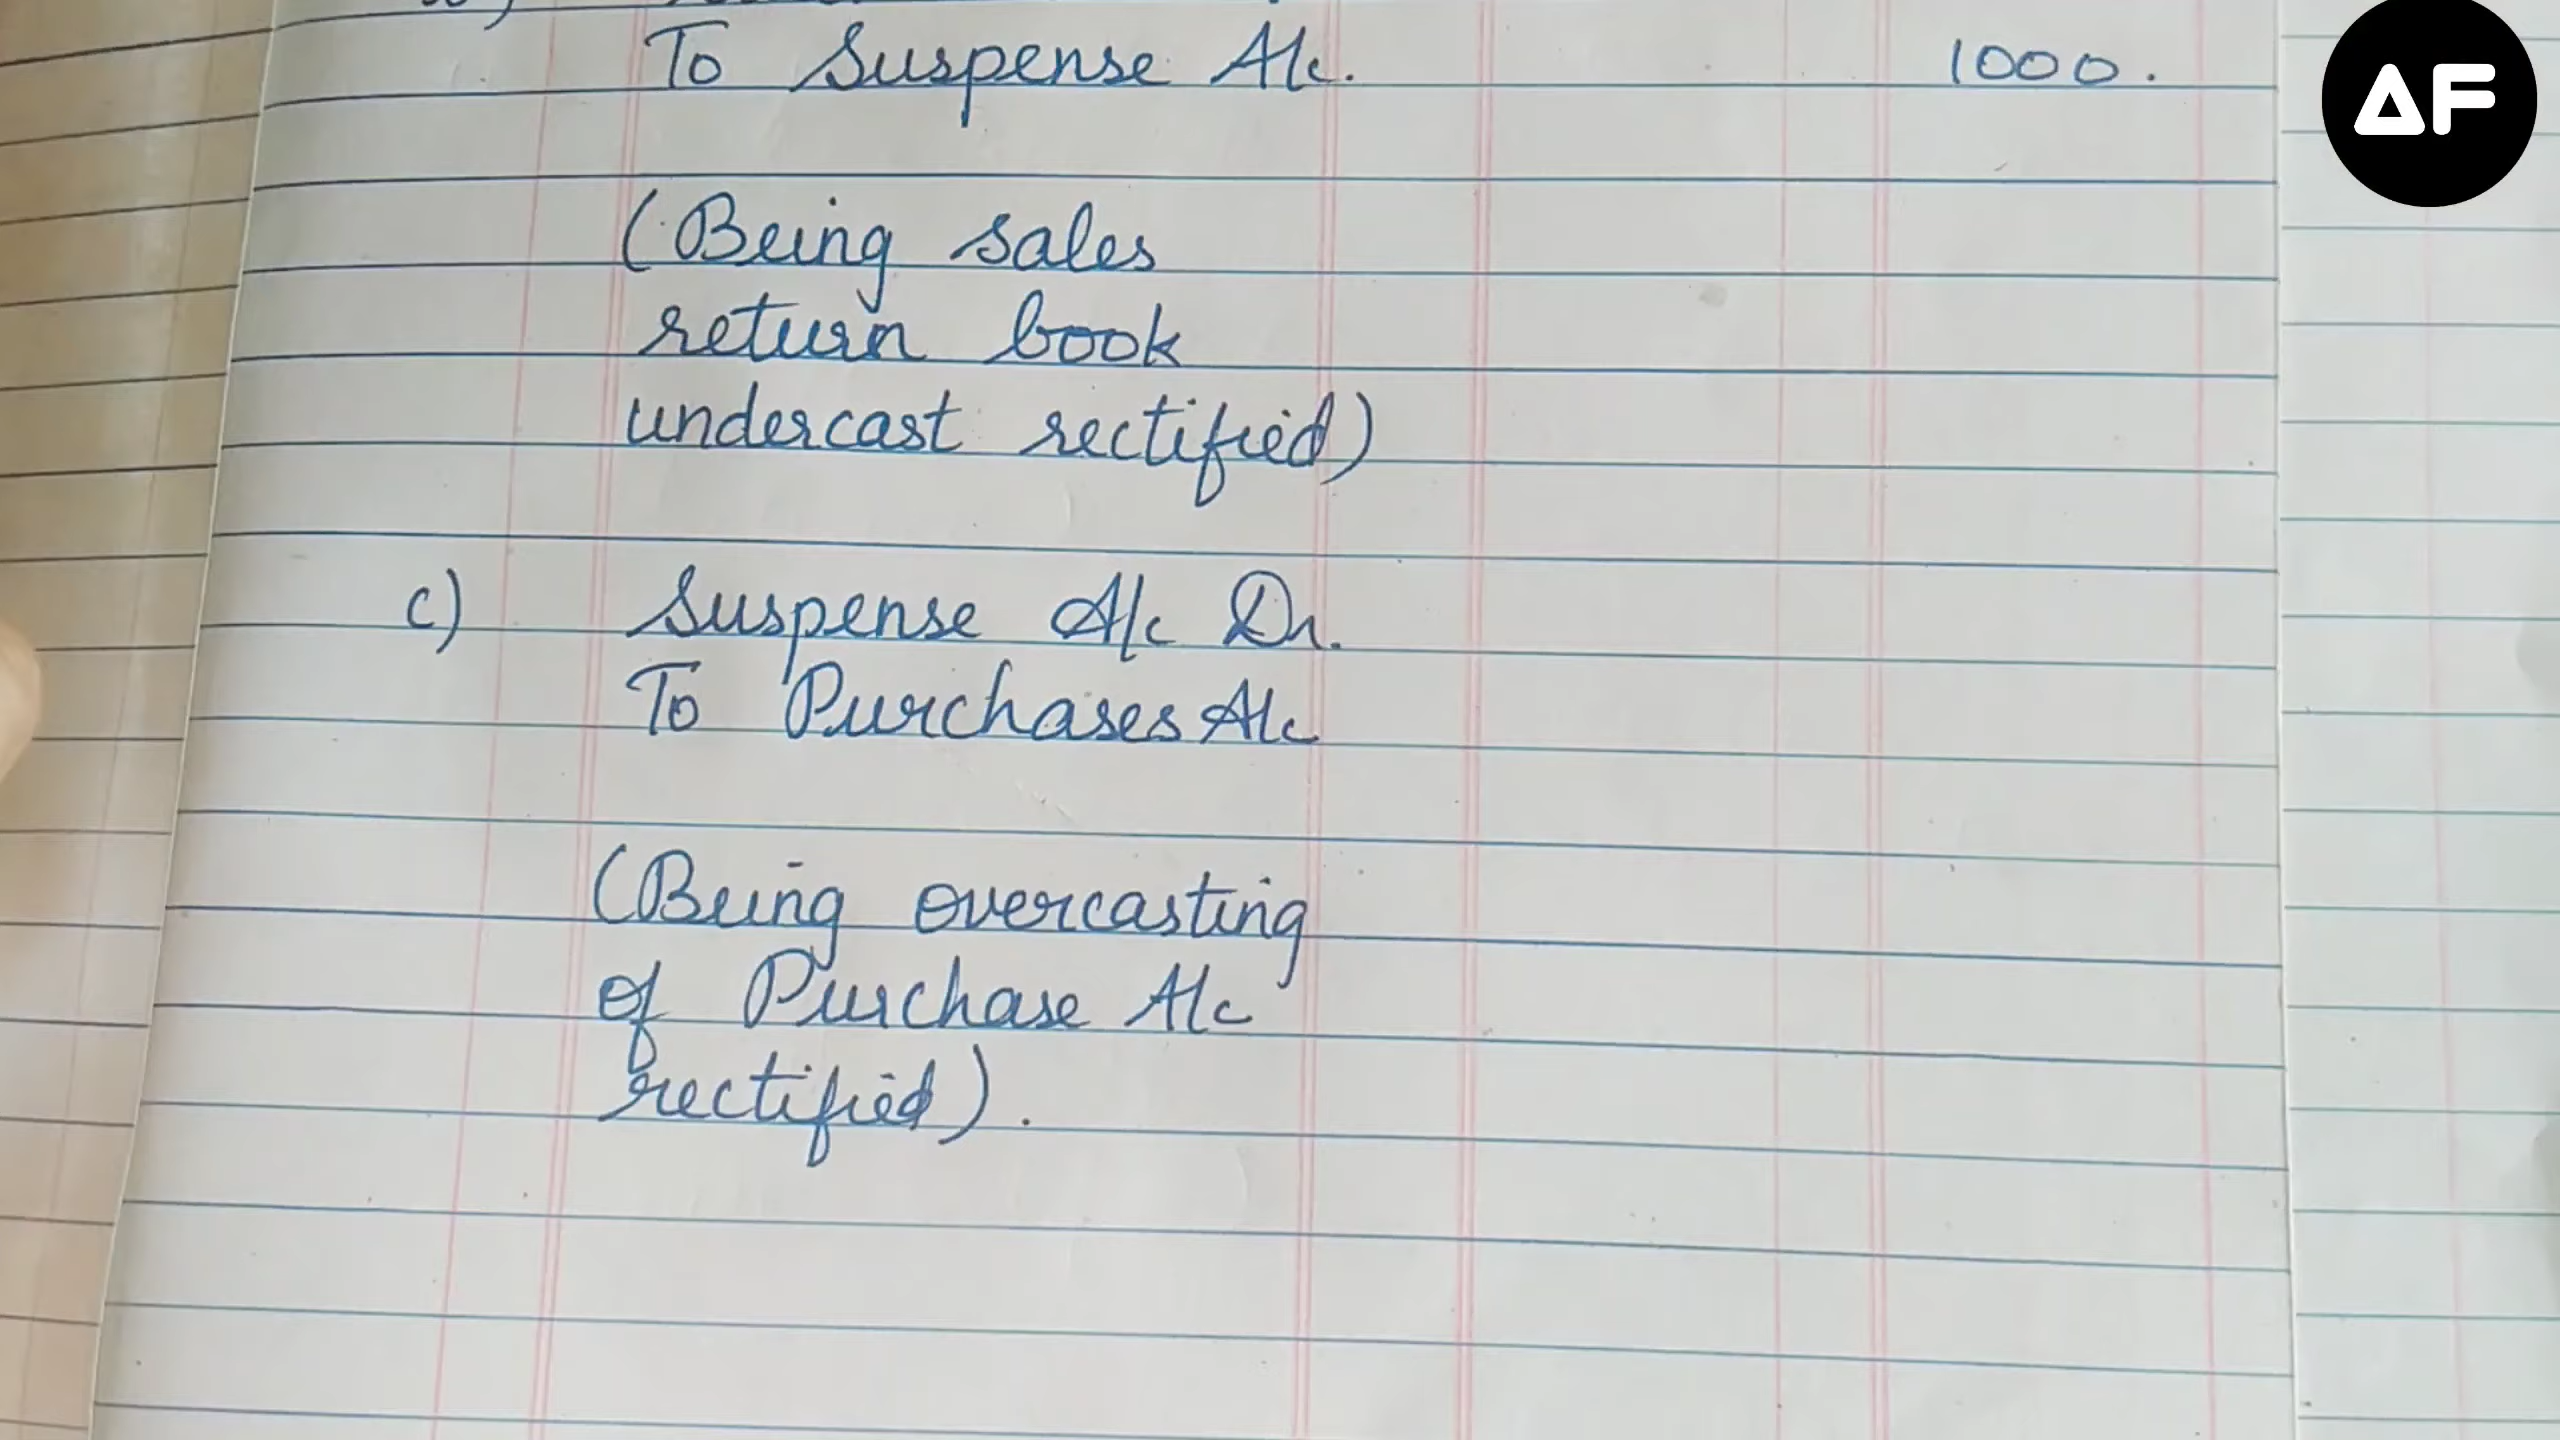 To Suspense A/c. 1000.
AF
(Being sales
return book
undercast rectified)
c) Suspense A/c Dr.
To Purchases A/c
(Being overcasting
of Purchase A/c
rectified).